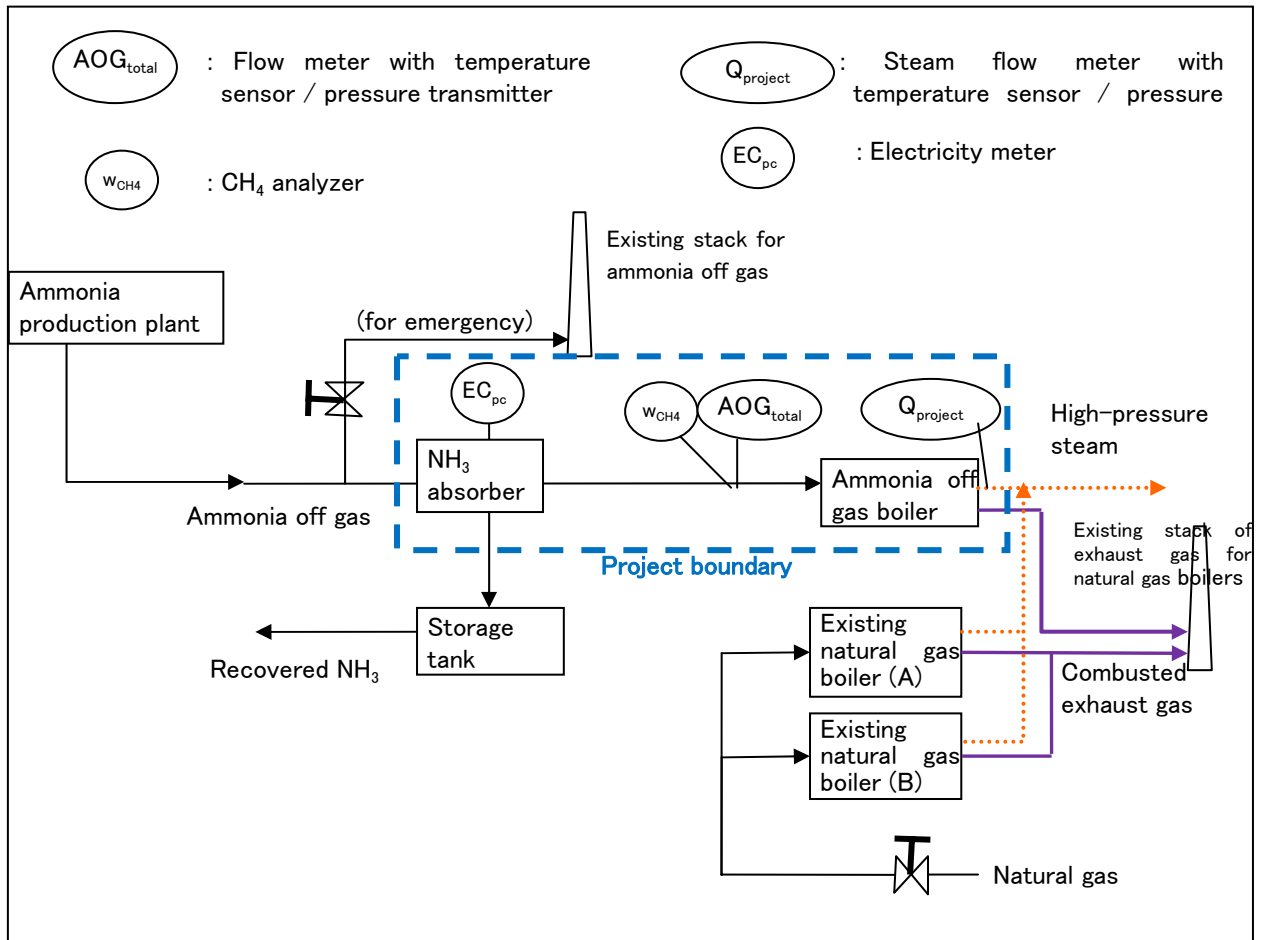 AOGtotal
: Flow meter with temperature
sensor / pressure transmitter
Qproject
: Steam flow meter with
temperature sensor / pressure
wCH4
: CH4 analyzer
ECpc
: Electricity meter
Existing stack for
ammonia off gas
Ammonia
production plant
(for emergency)
ECpc
wCH4
AOGtotal
Qproject
High-pressure
steam
NH3
absorber
Ammonia off
gas boiler
Ammonia off gas
Existing stack of
exhaust gas for
natural gas boilers
Project boundary
Storage
tank
Recovered NH3
Existing
natural gas
boiler (A)
Combusted
exhaust gas
Existing
natural gas
boiler (B)
Natural gas